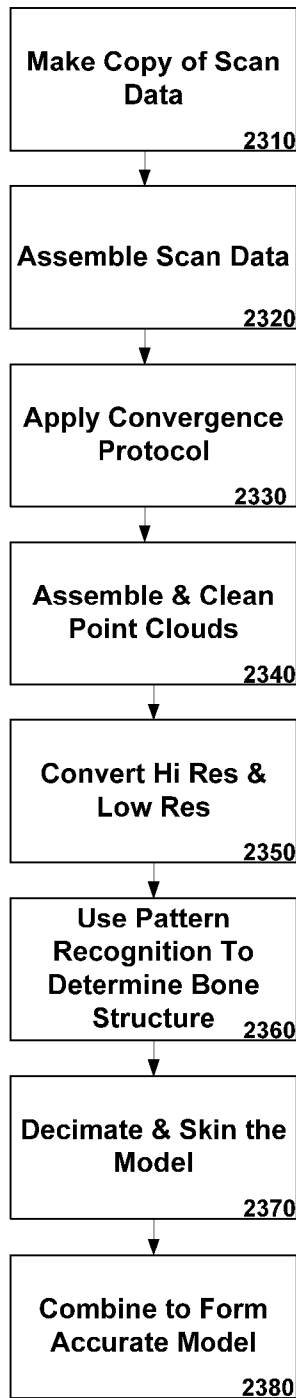 Make Copy of Scan
Data
2310
Assemble Scan Data
2320
Apply Convergence
Protocol
2330
Assemble & Clean
Point Clouds
2340
Convert Hi Res &
Low Res
2350
Use Pattern
Recognition To
Determine Bone
Structure
2360
Decimate & Skin the
Model
2370
Combine to Form
Accurate Model
2380